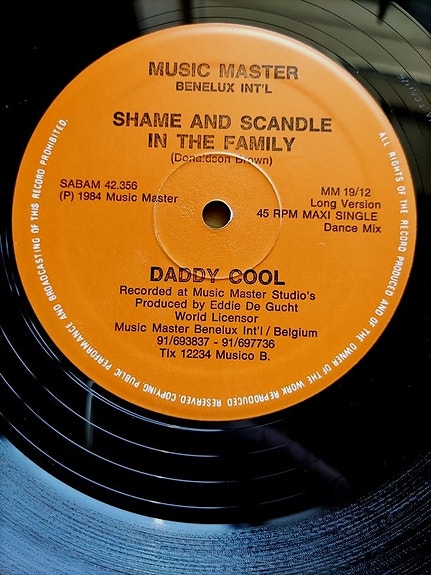 MUSIC MASTER
BENELUX INT'L
SHAME AND SCANDLE
IN THE FAMILY
(Donaldson Brown)
SABAM 42.356
(P) 1984 Music Master
MM 19/12
Long Version
45 RPM MAXI SINGLE
Dance Mix
DADDY COOL
Recorded at Music Master Studio's
Produced by Eddie De Gucht
World Licensor
Music Master Benelux Int'l / Belgium
91/693837 - 91/697736
Tlx 12234 Musico B.
ALL RIGHTS OF THE RECORD PRODUCED AND OF THE OWNER OF THE WORK REPRODUCED RESERVED. COPYING PUBLIC PERFORMANCE AND BROADCASTING OF THIS RECORD PROHIBITED.